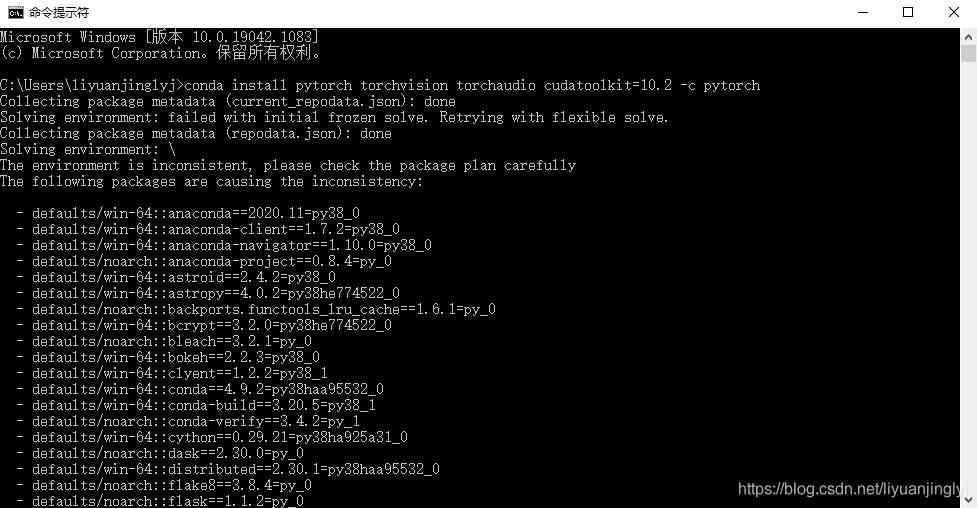 命令提示符
Microsoft Windows [版本 10.0.19042.1083]
(c) Microsoft Corporation。保留所有权利。
C:\Users\liyuanjinglyj>conda install pytorch torchvision torchaudio cudatoolkit=10.2 -c pytorch
Collecting package metadata (current_repodata.json): done
Solving environment: failed with initial frozen solve. Retrying with flexible solve.
Collecting package metadata (repodata.json): done
Solving environment: \
The environment is inconsistent, please check the package plan carefully
The following packages are causing the inconsistency:
- defaults/win-64::anaconda==2020.11=py38_0
- defaults/win-64::anaconda-client==1.7.2=py38_0
- defaults/win-64::anaconda-navigator==1.10.0=py38_0
- defaults/noarch::anaconda-project==0.8.4=py_0
- defaults/win-64::astroid==2.4.2=py38_0
- defaults/win-64::astropy==4.0.2=py38he774522_0
- defaults/noarch::backports.functools_lru_cache==1.6.1=py_0
- defaults/win-64::bcrypt==3.2.0=py38he774522_0
- defaults/noarch::bleach==3.2.1=py_0
- defaults/win-64::bokeh==2.2.3=py38_0
- defaults/win-64::clyent==1.2.2=py38_1
- defaults/win-64::conda==4.9.2=py38haa95532_0
- defaults/win-64::conda-build==3.20.5=py38_1
- defaults/noarch::conda-verify==3.4.2=py_1
- defaults/win-64::cython==0.29.21=py38ha925a31_0
- defaults/noarch::dask==2.30.0=py_0
- defaults/win-64::distributed==2.30.1=py38haa95532_0
- defaults/noarch::flake8==3.8.4=py_0
- defaults/noarch::flask==1.1.2=py_0
https://blog.csdn.net/liyuanjinglyj